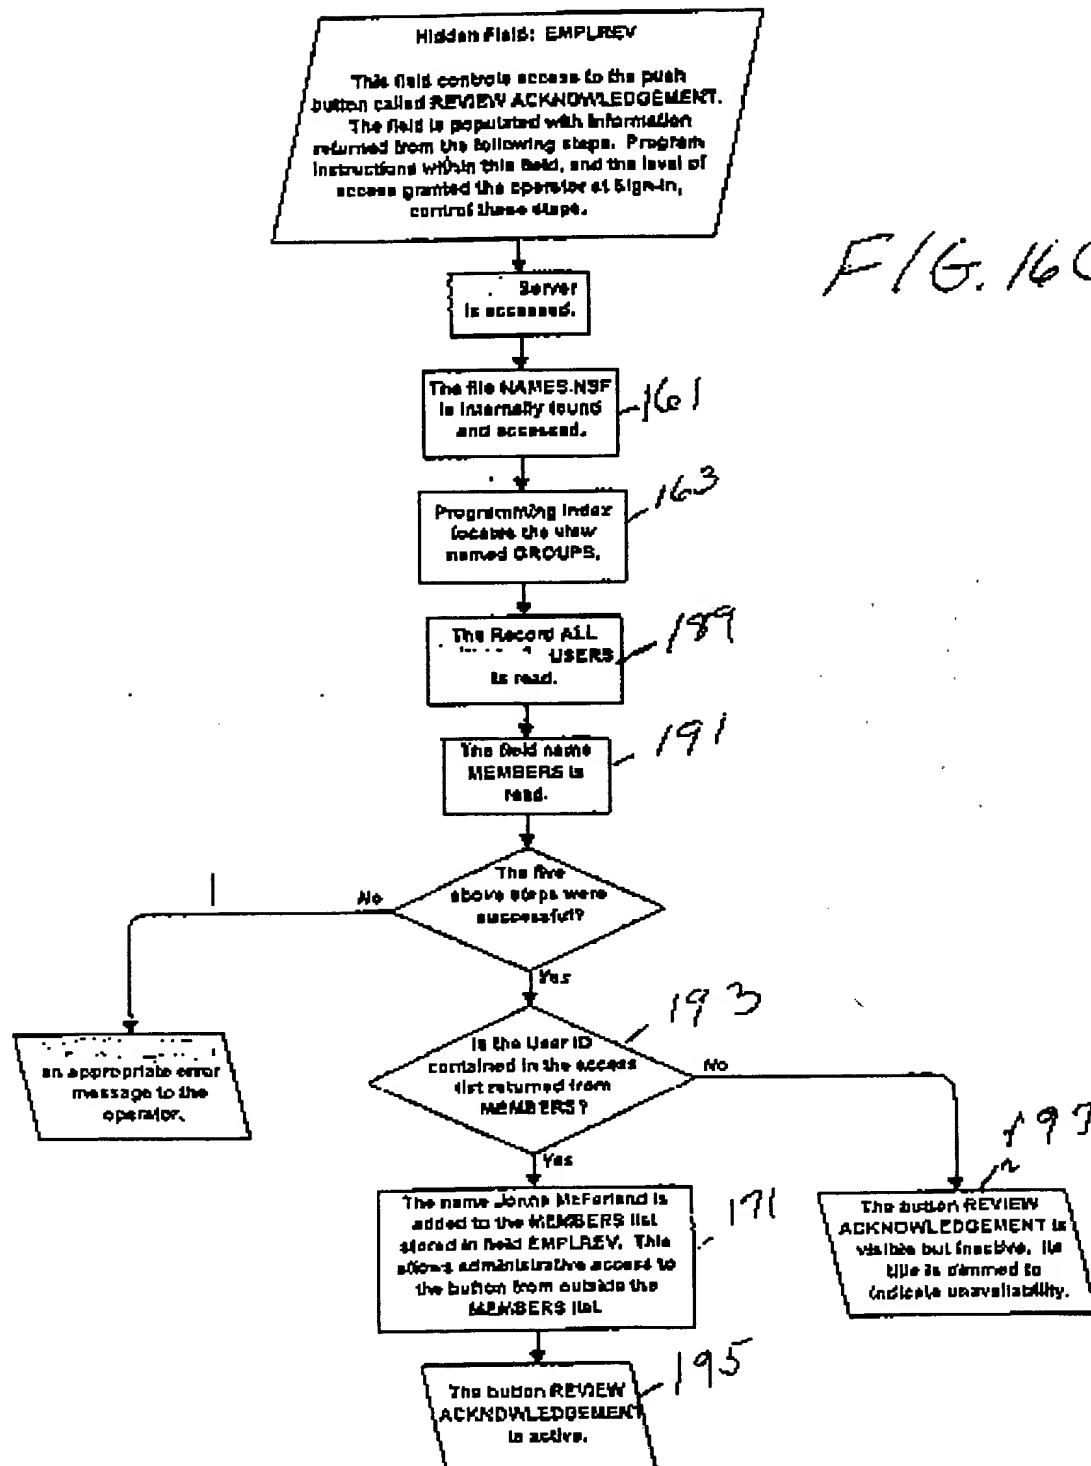 Hidden Field: EMPLREV
This field controls access to the push
button called REVIEW ACKNOWLEDGEMENT.
The field is populated with information
returned from the following steps. Program
instructions within this field, and the level of
access granted the operator at Sign-in,
control these steps.
FIG. 16C
Server
is accessed.
The file NAMES.NSF
is internally found
and accessed.
161
Programming index
locates the view
named GROUPS.
163
The Record ALL
USERS
is read.
189
The field name
MEMBERS is
read.
191
The five
above steps were
successful?
No
Yes
an appropriate error
message to the
operator.
Is the User ID
contained in the access
list returned from
MEMBERS?
193
No
Yes
The name Jonna McFarland is
added to the MEMBERS list
stored in field EMPLREV. This
allows administrative access to
the button from outside the
MEMBERS list.
171
197
The button REVIEW
ACKNOWLEDGEMENT is
visible but inactive. Its
title is dimmed to
indicate unavailability.
The button REVIEW
ACKNOWLEDGEMENT
is active.
195